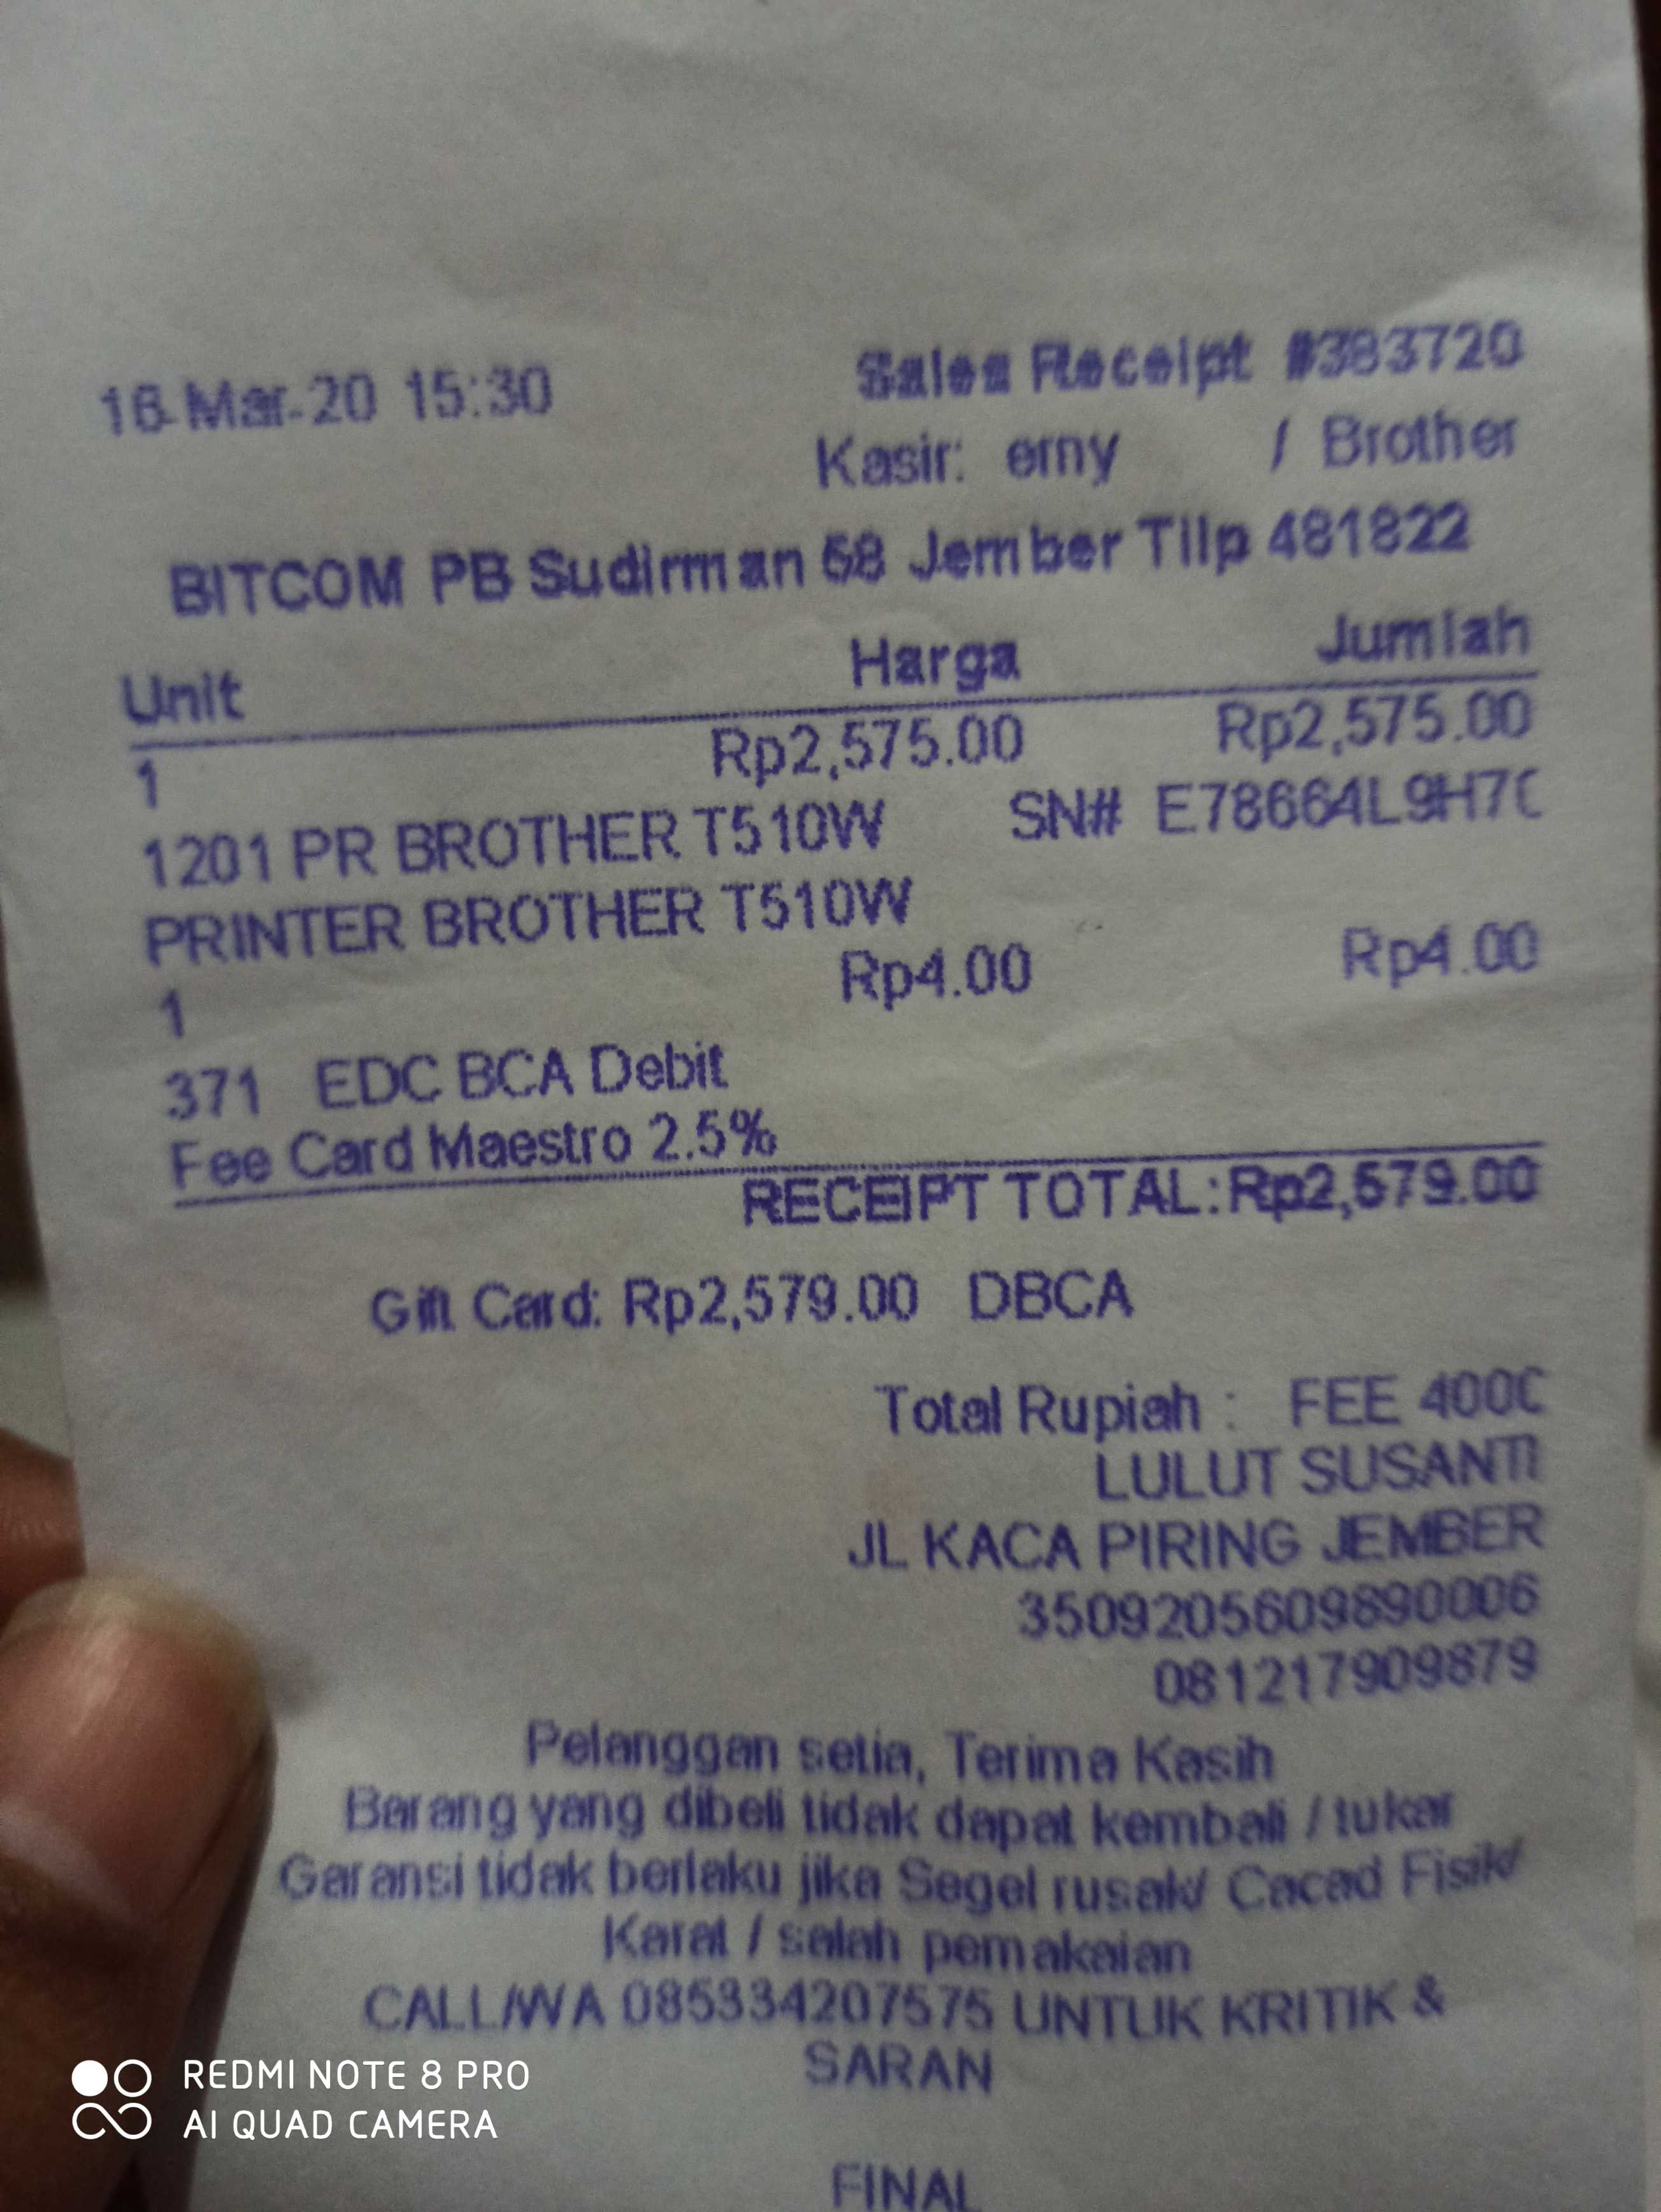 16-Mar-20 15:30 Sales Receipt #383720
Kasir: erny / Brother
BITCOM PB Sudirman 58 Jember Tllp 481822
Unit Harga Jumlah
1 Rp2,575.00 Rp2,575.00
1201 PR BROTHER T510W SN# E78664L9H7
PRINTER BROTHER T510W
1 Rp4.00 Rp4.00
371 EDC BCA Debit
Fee Card Maestro 2.5%
RECEIPT TOTAL: Rp2,579.00
Gift Card: Rp2,579.00 DBCA
Total Rupiah : FEE 4000
LULUT SUSANTI
JL KACA PIRING JEMBER
3509205609890006
081217909879
Pelanggan setia, Terima Kasih
Barang yang dibeli tidak dapat kembali / tukar
Garansi tidak berlaku jika Segel rusak/ Cacad Fisik/
Karat / salah pemakaian
CALL/WA 085334207575 UNTUK KRITIK &
SARAN
FINAL
REDMI NOTE 8 PRO
AI QUAD CAMERA